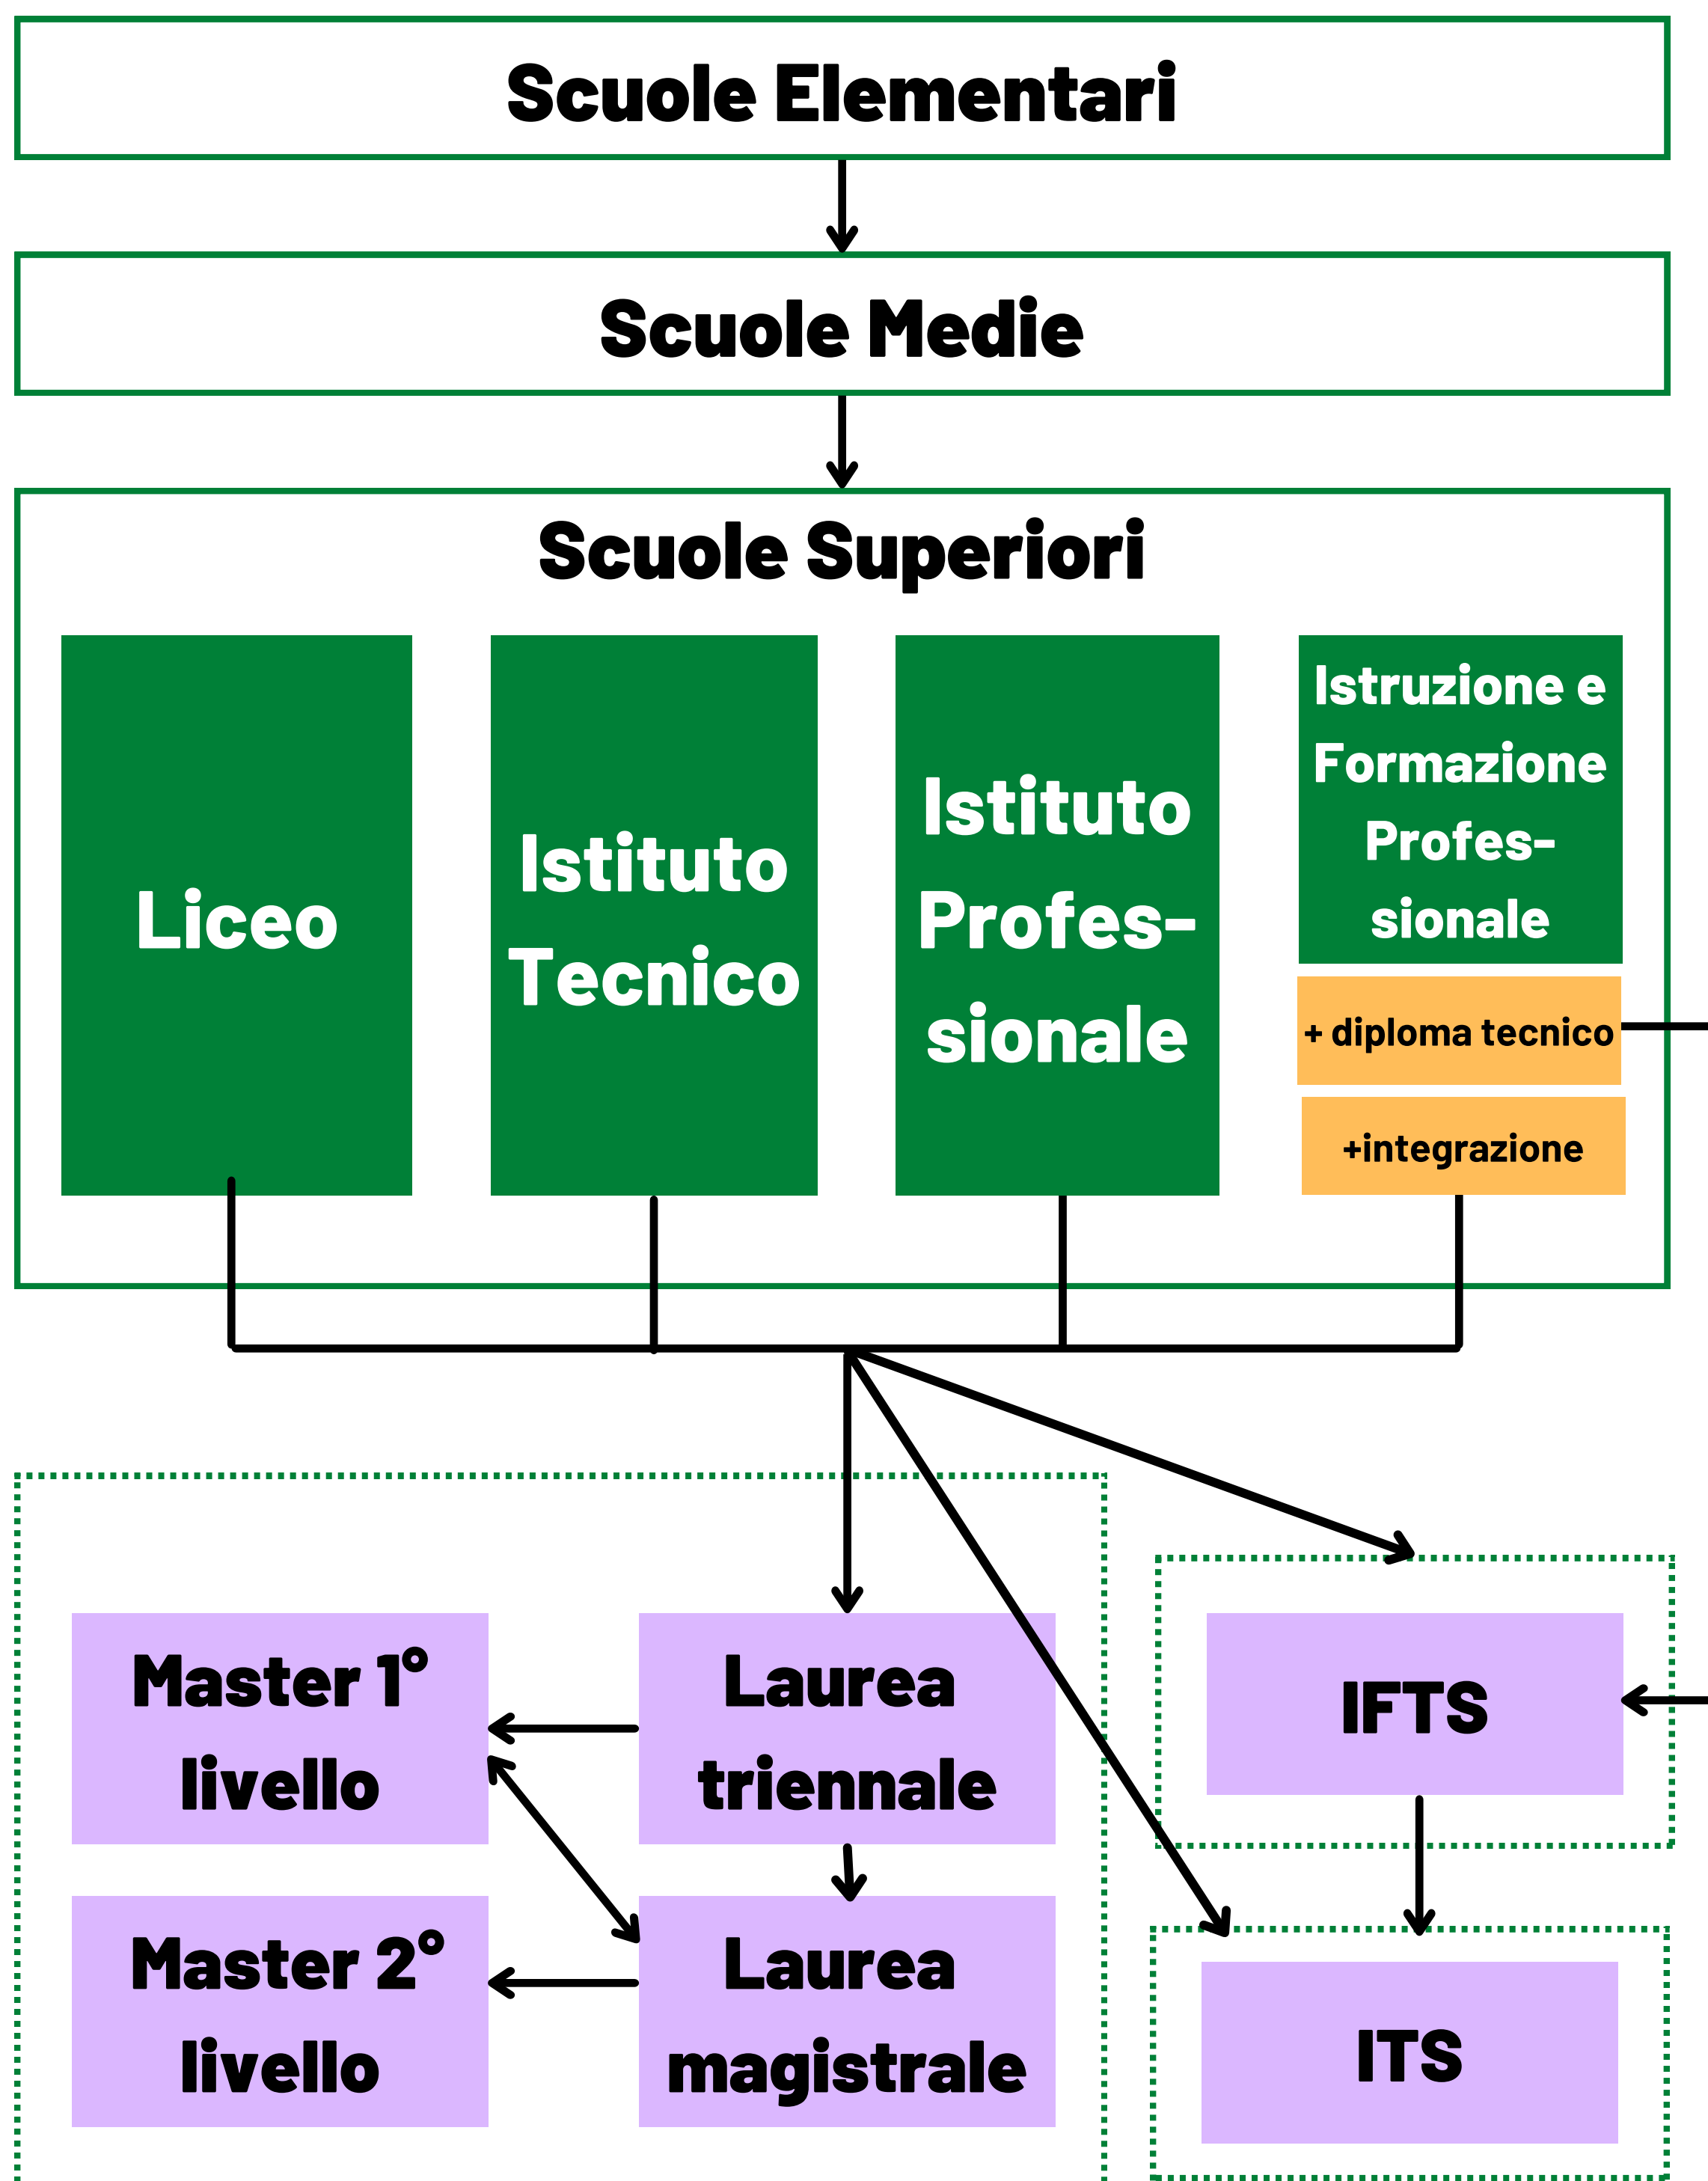 Scuole Elementari
Scuole Medie
Scuole Superiori
Liceo
Istituto
Tecnico
Istituto
Profes-
sionale
Istruzione e
Formazione
Profes-
sionale
+ diploma tecnico
+integrazione
Master 1°
livello
Laurea
triennale
IFTS
Master 2°
livello
Laurea
magistrale
ITS